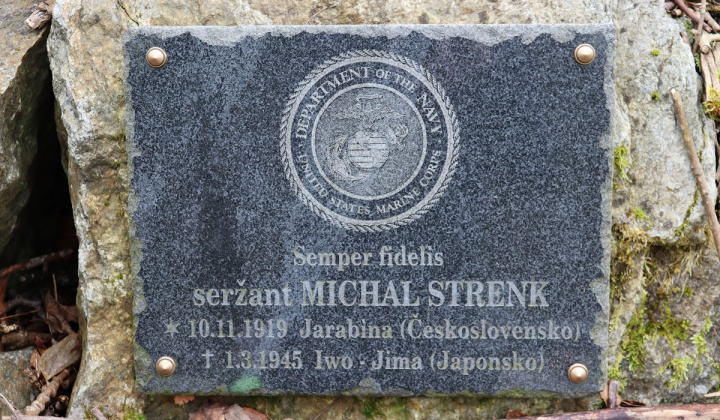 DEPARTMENT OF THE NAVY
UNITED STATES MARINE CORPS
Semper fidelis
seržant MICHAL STRENK
* 10.11.1919 Jarabina (Československo)
† 1.3.1945 Iwo - Jima (Japonsko)